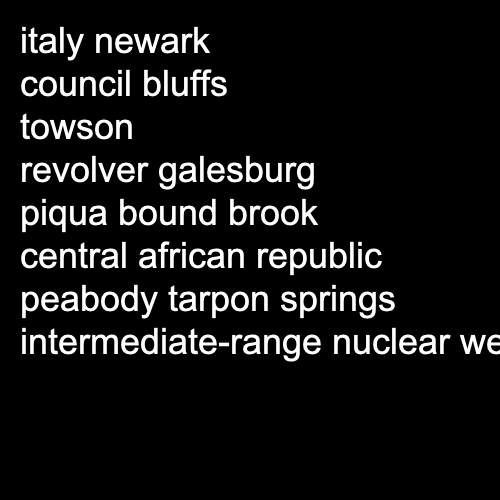 italy newark
council bluffs
towson
revolver galesburg
piqua bound brook
central african republic
peabody tarpon springs
intermediate-range nuclear we